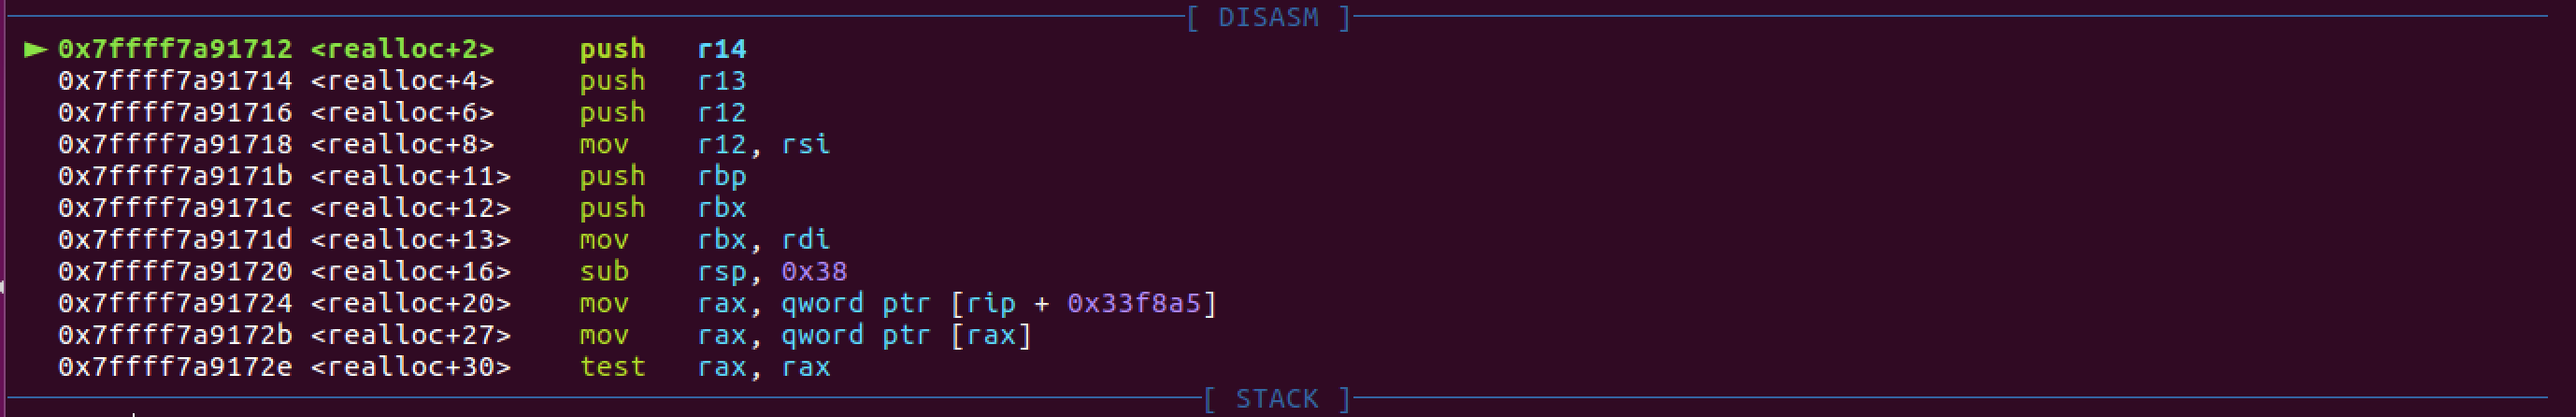 [ DISASM ]
► 0x7ffff7a91712 <realloc+2>     push   r14
0x7ffff7a91714 <realloc+4>     push   r13
0x7ffff7a91716 <realloc+6>     push   r12
0x7ffff7a91718 <realloc+8>     mov    r12, rsi
0x7ffff7a9171b <realloc+11>    push   rbp
0x7ffff7a9171c <realloc+12>    push   rbx
0x7ffff7a9171d <realloc+13>    mov    rbx, rdi
0x7ffff7a91720 <realloc+16>    sub    rsp, 0x38
0x7ffff7a91724 <realloc+20>    mov    rax, qword ptr [rip + 0x33f8a5]
0x7ffff7a9172b <realloc+27>    mov    rax, qword ptr [rax]
0x7ffff7a9172e <realloc+30>    test   rax, rax
[ STACK ]